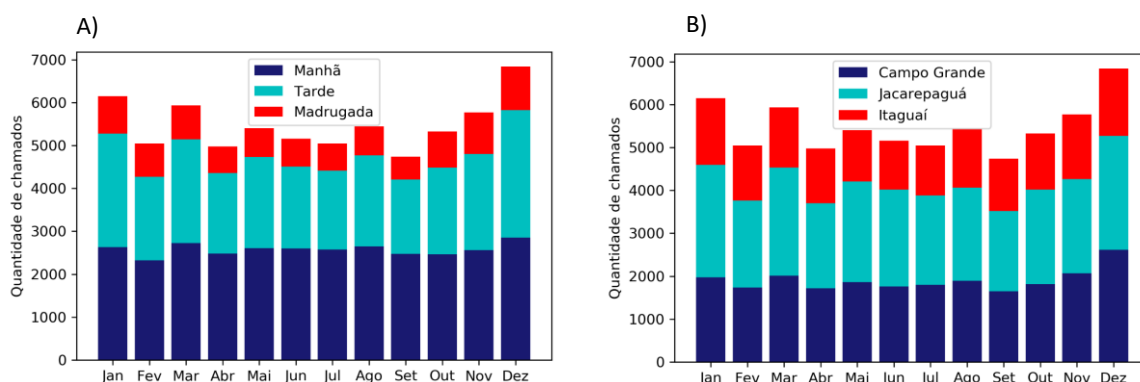 A)
Quantidade de chamados
7000
6000
5000
4000
3000
2000
1000
0
Manhã
Tarde
Madrugada
Jan Fev Mar Abr Mai Jun Jul Ago Set Out Nov Dez
B)
Quantidade de chamados
7000
6000
5000
4000
3000
2000
1000
0
Campo Grande
Jacarepaguá
Itaguaí
Jan Fev Mar Abr Mai Jun Jul Ago Set Out Nov Dez